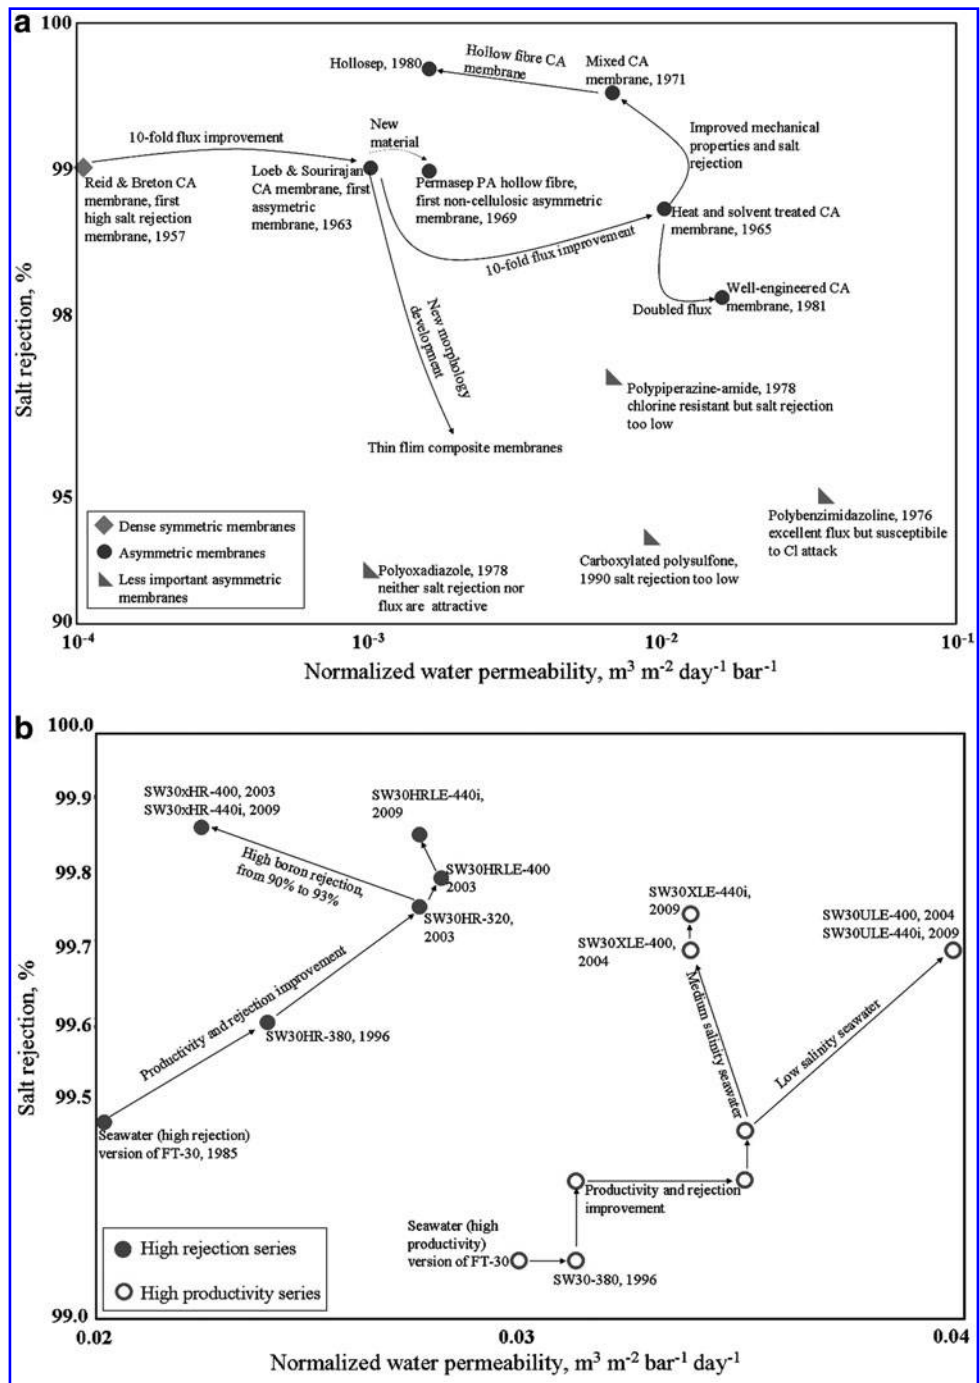 a
100
Hollosep, 1980
Hollow fibre CA
membrane
Mixed CA
membrane, 1971
10-fold flux improvement
New
material
Improved mechanical
properties and salt
rejection
99
Reid & Breton CA
membrane, first
high salt rejection
membrane, 1957
Loeb & Sourirajan
CA membrane, first
assymetric
membrane, 1963
Permasep PA hollow fibre,
first non-cellulosic asymmetric
membrane, 1969
Heat and solvent treated CA
membrane, 1965
10-fold flux improvement
Well-engineered CA
membrane, 1981
Doubled flux
98
New morphology
development
Polypiperazine-amide, 1978
chlorine resistant but salt rejection
too low
Thin flim composite membranes
95
Polybenzimidazoline, 1976
excellent flux but susceptibile
to Cl attack
Dense symmetric membranes
Asymmetric membranes
Less important asymmetric
membranes
Polyoxadiazole, 1978
neither salt rejection nor
flux are attractive
Carboxylated polysulfone,
1990 salt rejection too low
90
Salt rejection, %
10-4
10-3
10-2
10-1
Normalized water permeability, m3 m-2 day-1 bar-1
b
100.0
99.9
SW30xHR-400, 2003
SW30xHR-440i, 2009
SW30HRLE-440i,
2009
High boron rejection,
from 90% to 93%
99.8
SW30HRLE-400
2003
SW30HR-320,
2003
SW30XLE-440i,
2009
SW30ULE-400, 2004
SW30ULE-440i, 2009
99.7
SW30XLE-400,
2004
Productivity and rejection improvement
Medium salinity
seawater
Low salinity seawater
99.6
SW30HR-380, 1996
99.5
Seawater (high rejection)
version of FT-30, 1985
Productivity and rejection
improvement
Seawater (high
productivity)
version of FT-30
SW30-380, 1996
High rejection series
High productivity series
99.0
Salt rejection, %
0.02
0.03
0.04
Normalized water permeability, m3 m-2 bar-1 day-1